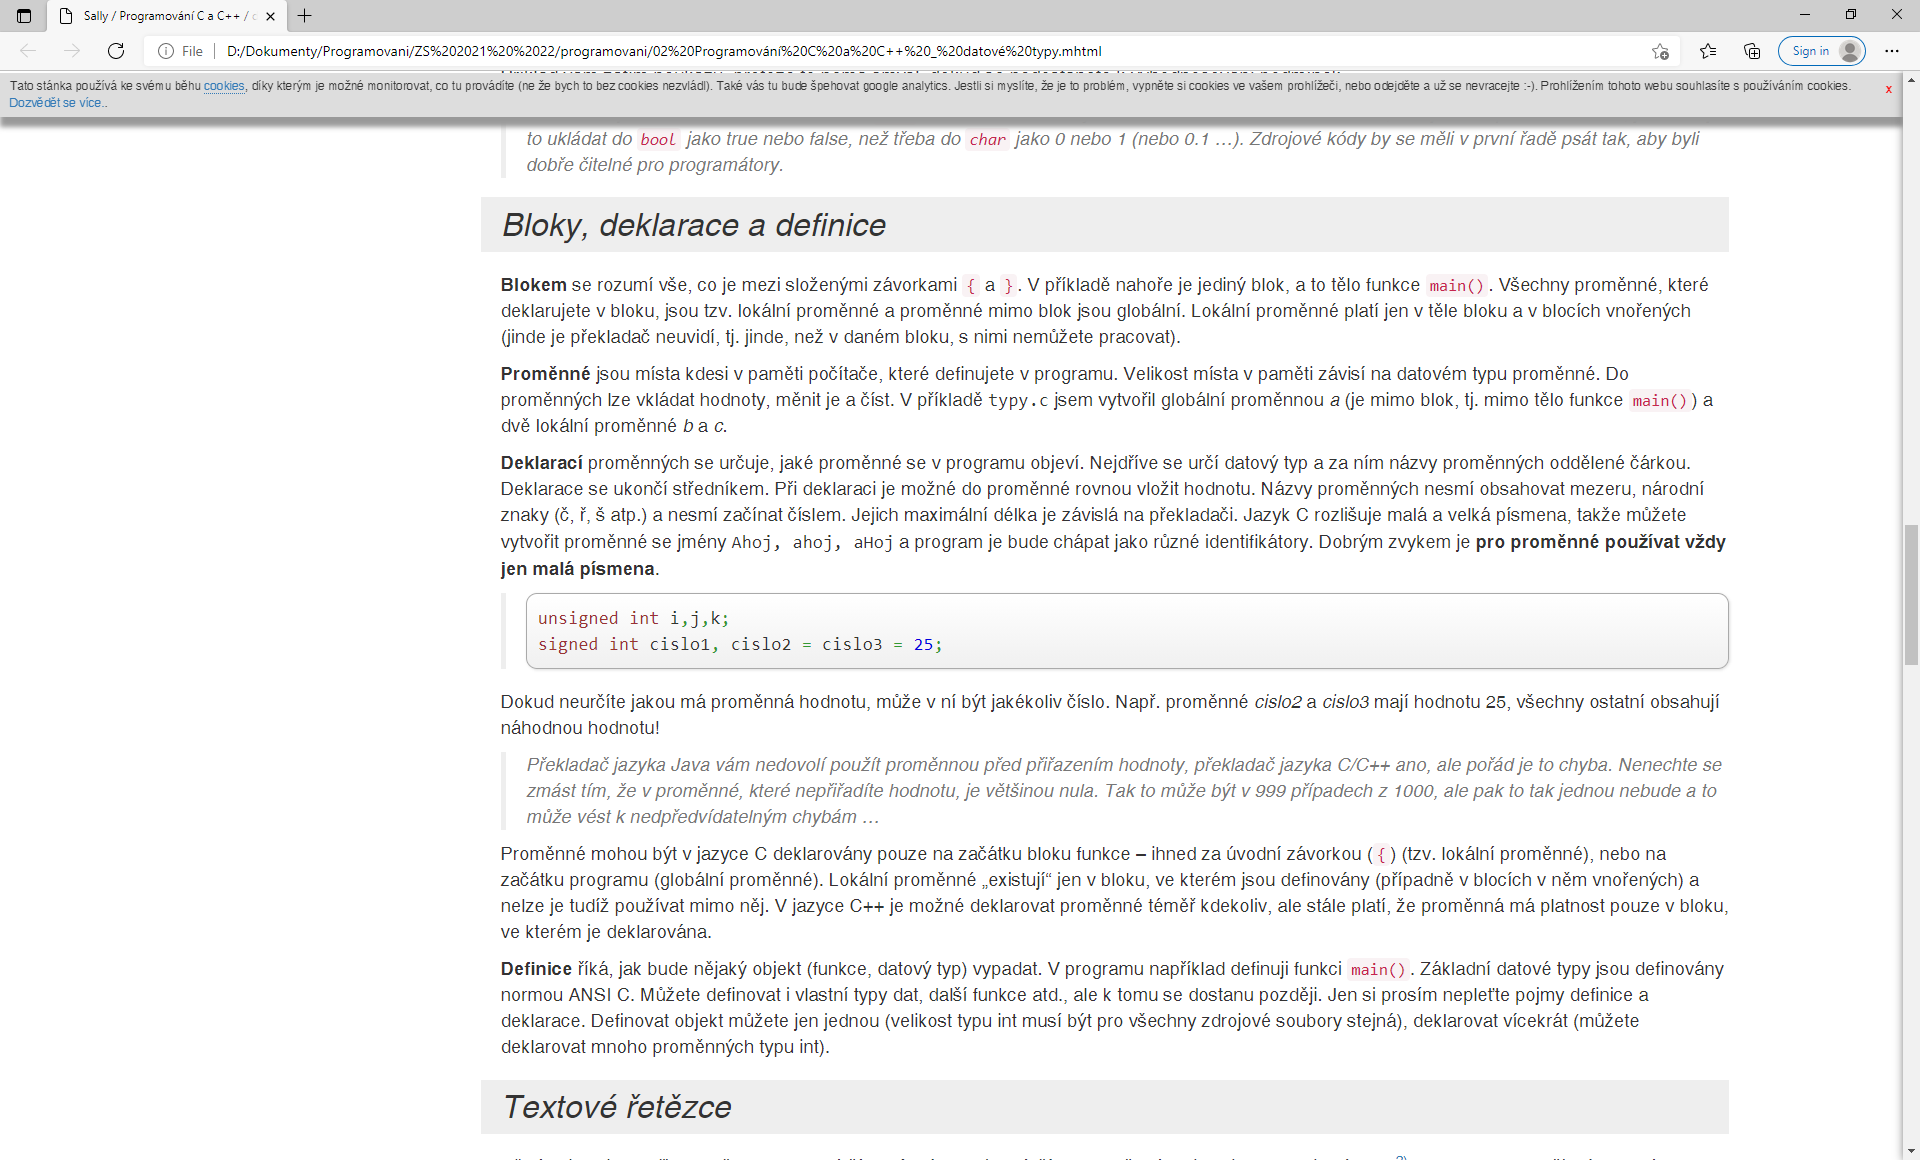 Sally / Programování C a C++ /
Sign in
File
D:/Dokumenty/Programovani/ZS%202021%20%2022/programovani/02%20Programování%20C%20a%20C++%20_%20datové%20typy.mhtml
Tato stánka používá ke svému běhu cookies, díky kterým je možné monitorovat, co tu provádíte (ne že bych to bez cookies nezvládl). Také vás tu bude špehovat google analytics. Jestli si myslíte, že je to problém, vypněte si cookies ve vašem prohlížeči, nebo odejděte a už se nevracejte :-). Prohlížením tohoto webu souhlasíte s používáním cookies.
Dozvědět se více..
x
to ukládat do bool jako true nebo false, než třeba do char jako 0 nebo 1 (nebo 0.1 …). Zdrojové kódy by se měli v první řadě psát tak, aby byli
dobře čitelné pro programátory.
Bloky, deklarace a definice
Blokem se rozumí vše, co je mezi složenými závorkami { a }. V příkladě nahoře je jediný blok, a to tělo funkce main(). Všechny proměnné, které
deklarujete v bloku, jsou tzv. lokální proměnné a proměnné mimo blok jsou globální. Lokální proměnné platí jen v těle bloku a v blocích vnořených
(jinde je překladač neuvidí, tj. jinde, než v daném bloku, s nimi nemůžete pracovat).
Proměnné jsou místa kdesi v paměti počítače, které definujete v programu. Velikost místa v paměti závisí na datovém typu proměnné. Do
proměnných lze vkládat hodnoty, měnit je a číst. V příkladě typy.c jsem vytvořil globální proměnnou a (je mimo blok, tj. mimo tělo funkce main()) a
dvě lokální proměnné b a c.
Deklarací proměnných se určuje, jaké proměnné se v programu objeví. Nejdříve se určí datový typ a za ním názvy proměnných oddělené čárkou.
Deklarace se ukončí středníkem. Při deklaraci je možné do proměnné rovnou vložit hodnotu. Názvy proměnných nesmí obsahovat mezeru, národní
znaky (č, ř, š atp.) a nesmí začínat číslem. Jejich maximální délka je závislá na překladači. Jazyk C rozlišuje malá a velká písmena, takže můžete
vytvořit proměnné se jmény Ahoj, ahoj, aHoj a program je bude chápat jako různé identifikátory. Dobrým zvykem je pro proměnné používat vždy
jen malá písmena.
unsigned int i,j,k;
signed int cislo1, cislo2 = cislo3 = 25;
Dokud neurčíte jakou má proměnná hodnotu, může v ní být jakékoliv číslo. Např. proměnné cislo2 a cislo3 mají hodnotu 25, všechny ostatní obsahují
náhodnou hodnotu!
Překladač jazyka Java vám nedovolí použít proměnnou před přiřazením hodnoty, překladač jazyka C/C++ ano, ale pořád je to chyba. Nenechte se
zmást tím, že v proměnné, které nepřiřadíte hodnotu, je většinou nula. Tak to může být v 999 případech z 1000, ale pak to tak jednou nebude a to
může vést k nedpředvídatelným chybám …
Proměnné mohou být v jazyce C deklarovány pouze na začátku bloku funkce – ihned za úvodní závorkou ( { ) (tzv. lokální proměnné), nebo na
začátku programu (globální proměnné). Lokální proměnné „existují“ jen v bloku, ve kterém jsou definovány (případně v blocích v něm vnořených) a
nelze je tudíž používat mimo něj. V jazyce C++ je možné deklarovat proměnné téměř kdekoliv, ale stále platí, že proměnná má platnost pouze v bloku,
ve kterém je deklarována.
Definice říká, jak bude nějaký objekt (funkce, datový typ) vypadat. V programu například definuji funkci main(). Základní datové typy jsou definovány
normou ANSI C. Můžete definovat i vlastní typy dat, další funkce atd., ale k tomu se dostanu později. Jen si prosím nepleťte pojmy definice a
deklarace. Definovat objekt můžete jen jednou (velikost typu int musí být pro všechny zdrojové soubory stejná), deklarovat vícekrát (můžete
deklarovat mnoho proměnných typu int).
Textové řetězce